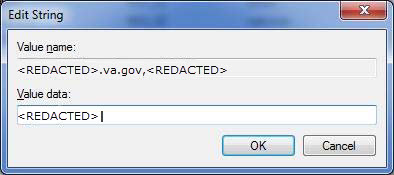 Edit String
Value name:
<REDACTED>.va.gov,<REDACTED>
Value data:
<REDACTED>
OK
Cancel